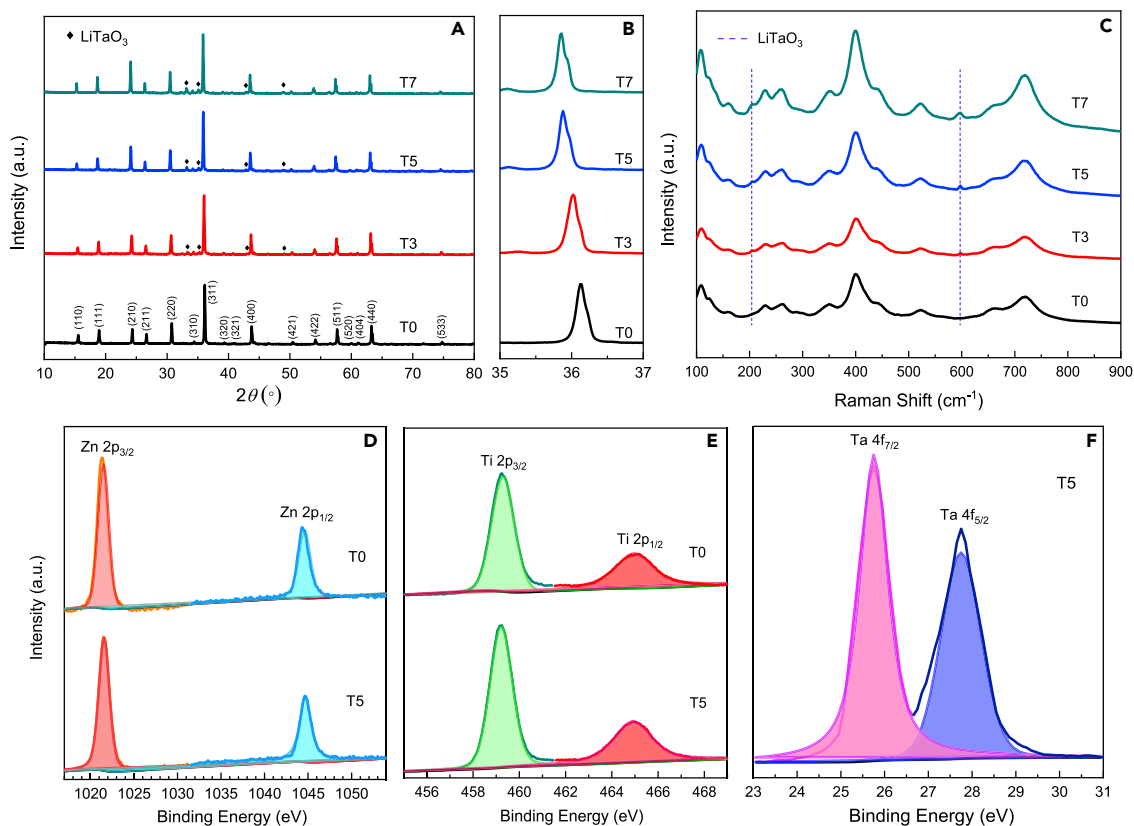 A
♦ LiTaO3
T7
T5
T3
T0
(110)
(111)
(210)
(211)
(220)
(310)
(311)
(320)
(321)
(400)
(421)
(422)
(511)
(520)
(404)
(440)
(533)
Intensity (a.u.)
10 20 30 40 50 60 70 80
2θ (°)
B
T7
T5
T3
T0
35 36 37
C
LiTaO3
T7
T5
T3
T0
Intensity (a.u.)
100 200 300 400 500 600 700 800 900
Raman Shift (cm-1)
D
Zn 2p3/2
Zn 2p1/2
T0
T5
Intensity (a.u.)
1020 1025 1030 1035 1040 1045 1050
Binding Energy (eV)
E
Ti 2p3/2
Ti 2p1/2
T0
T5
456 458 460 462 464 466 468
Binding Energy (eV)
F
Ta 4f7/2
T5
Ta 4f5/2
23 24 25 26 27 28 29 30 31
Binding Energy (eV)